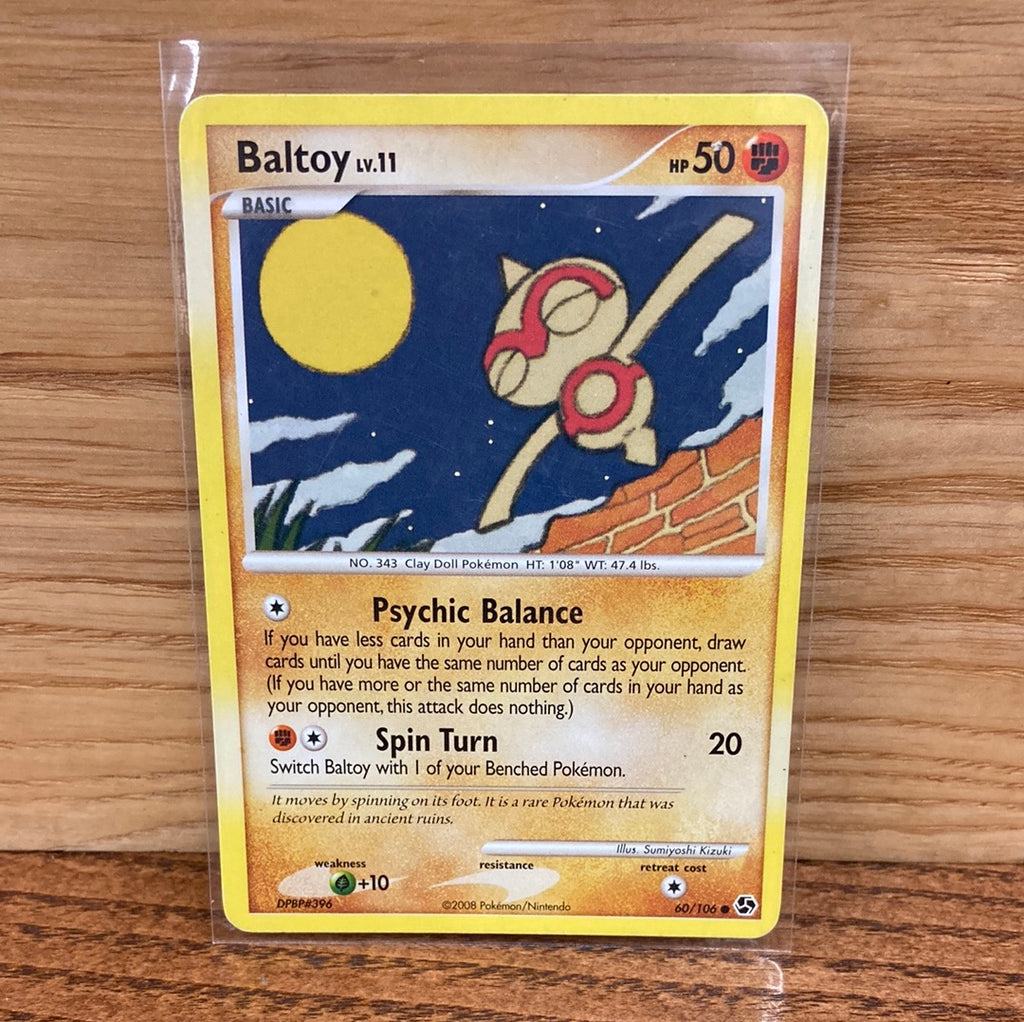 Baltoy LV.11 HP 50
BASIC
NO. 343 Clay Doll Pokémon HT: 1'08" WT: 47.4 lbs.
Psychic Balance
If you have less cards in your hand than your opponent, draw
cards until you have the same number of cards as your opponent.
(If you have more or the same number of cards in your hand as
your opponent, this attack does nothing.)
Spin Turn 20
Switch Baltoy with 1 of your Benched Pokémon.
It moves by spinning on its foot. It is a rare Pokémon that was
discovered in ancient ruins.
Illus. Sumiyoshi Kizuki
weakness resistance retreat cost
+10
DPBP#396 ©2008 Pokémon/Nintendo 60/106